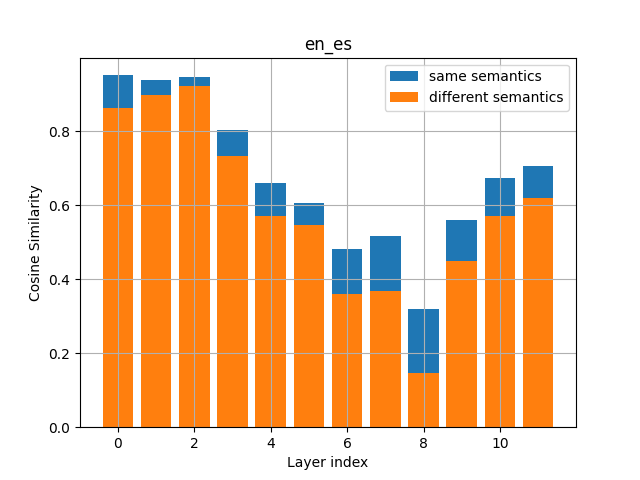 en_es
same semantics
different semantics
Cosine Similarity
0.8
0.6
0.4
0.2
0.0
0 2 4 6 8 10
Layer index